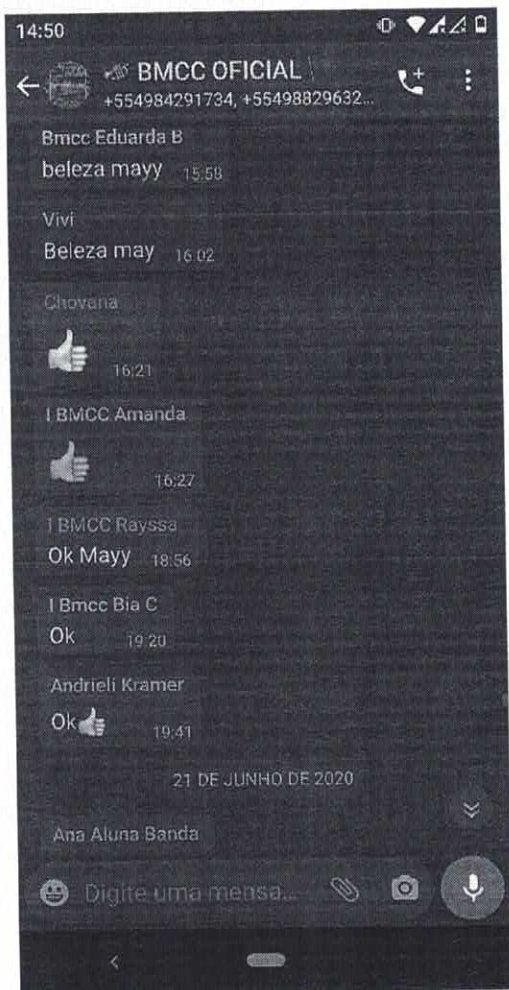 14:50
BMCC OFICIAL
+554984291734, +55498829632...
Bmcc Eduarda B
beleza mayy 15:58
Vivi
Beleza may 16:02
Chovana
👍 16:21
I BMCC Amanda
👍 16:27
I BMCC Rayssa
Ok Mayy 18:56
I Bmcc Bia C
Ok 19:20
Andrieli Kramer
Ok👍 19:41
21 DE JUNHO DE 2020
Ana Aluna Banda
Digite uma mensa...